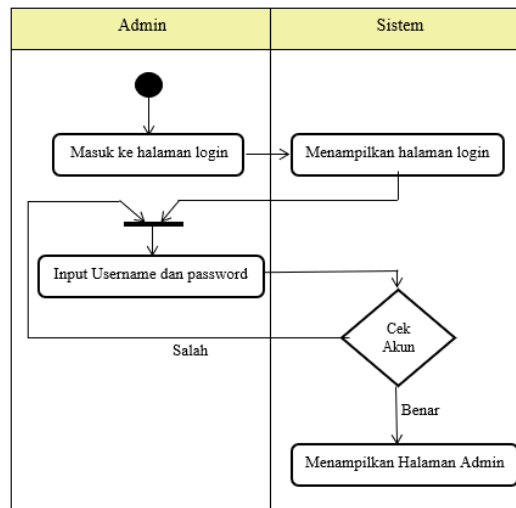 Admin
Sistem
Masuk ke halaman login
Menampilkan halaman login
Input Username dan password
Cek
Akun
Salah
Benar
Menampilkan Halaman Admin